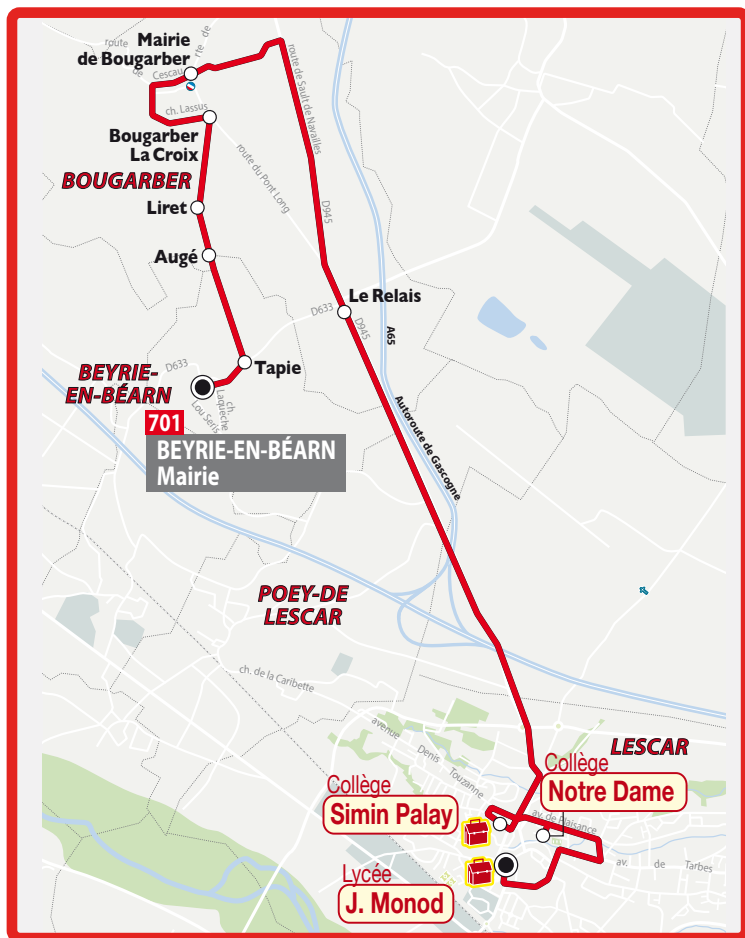 Mairie
de Bougarber
route
de
Cescau
rte de
ch. Lassus
route de Sault de Navailles
Bougarber
La Croix
BOUGARBER
route du Pont Long
Liret
D945
Augé
Le Relais
D633
D945
A65
D633
Tapie
BEYRIE-
EN-BÉARN
ch.
Laquèche
Lou Seris
Autoroute de Gascogne
701
BEYRIE-EN-BÉARN
Mairie
POEY-DE
LESCAR
ch. de la Caribette
avenue
Denis
Touzanne
LESCAR
Collège
Notre Dame
Collège
Simin Palay
av. de Plaisance
av. de Tarbes
Lycée
J. Monod